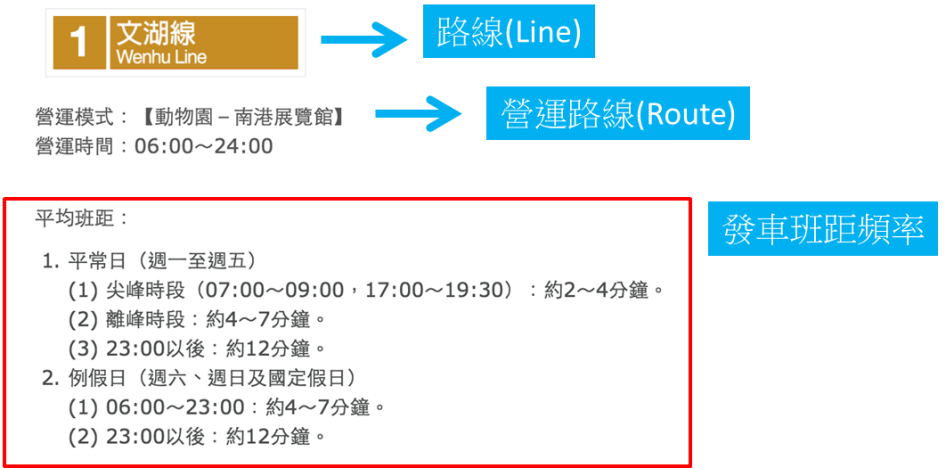 1 文湖線
Wenhu Line
路線(Line)
營運模式：【動物園－南港展覽館】
營運路線(Route)
營運時間：06:00～24:00
平均班距：
發車班距頻率
1. 平常日（週一至週五）
(1) 尖峰時段（07:00～09:00，17:00～19:30）：約2～4分鐘。
(2) 離峰時段：約4～7分鐘。
(3) 23:00以後：約12分鐘。
2. 例假日（週六、週日及國定假日）
(1) 06:00～23:00：約4～7分鐘。
(2) 23:00以後：約12分鐘。